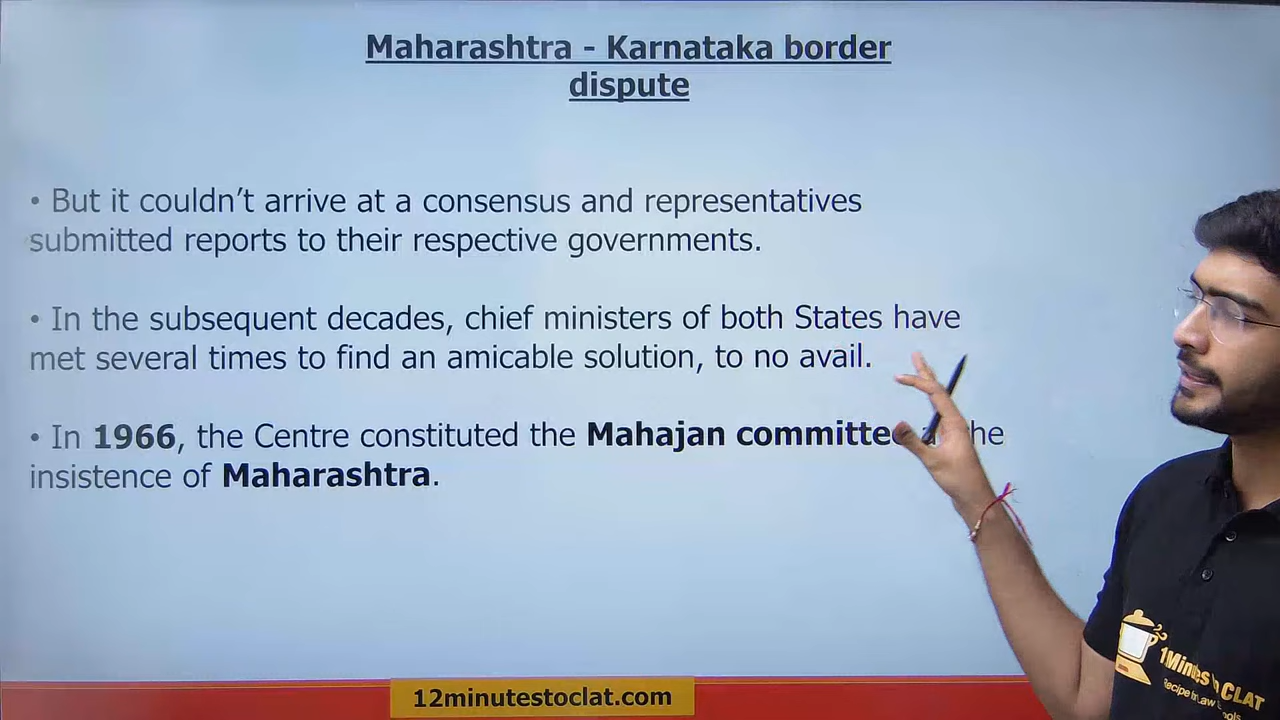 Maharashtra - Karnataka border
dispute
• But it couldn’t arrive at a consensus and representatives
submitted reports to their respective governments.
• In the subsequent decades, chief ministers of both States have
met several times to find an amicable solution, to no avail.
• In 1966, the Centre constituted the Mahajan committee the
insistence of Maharashtra.
12minutestoclat.com
CLAT